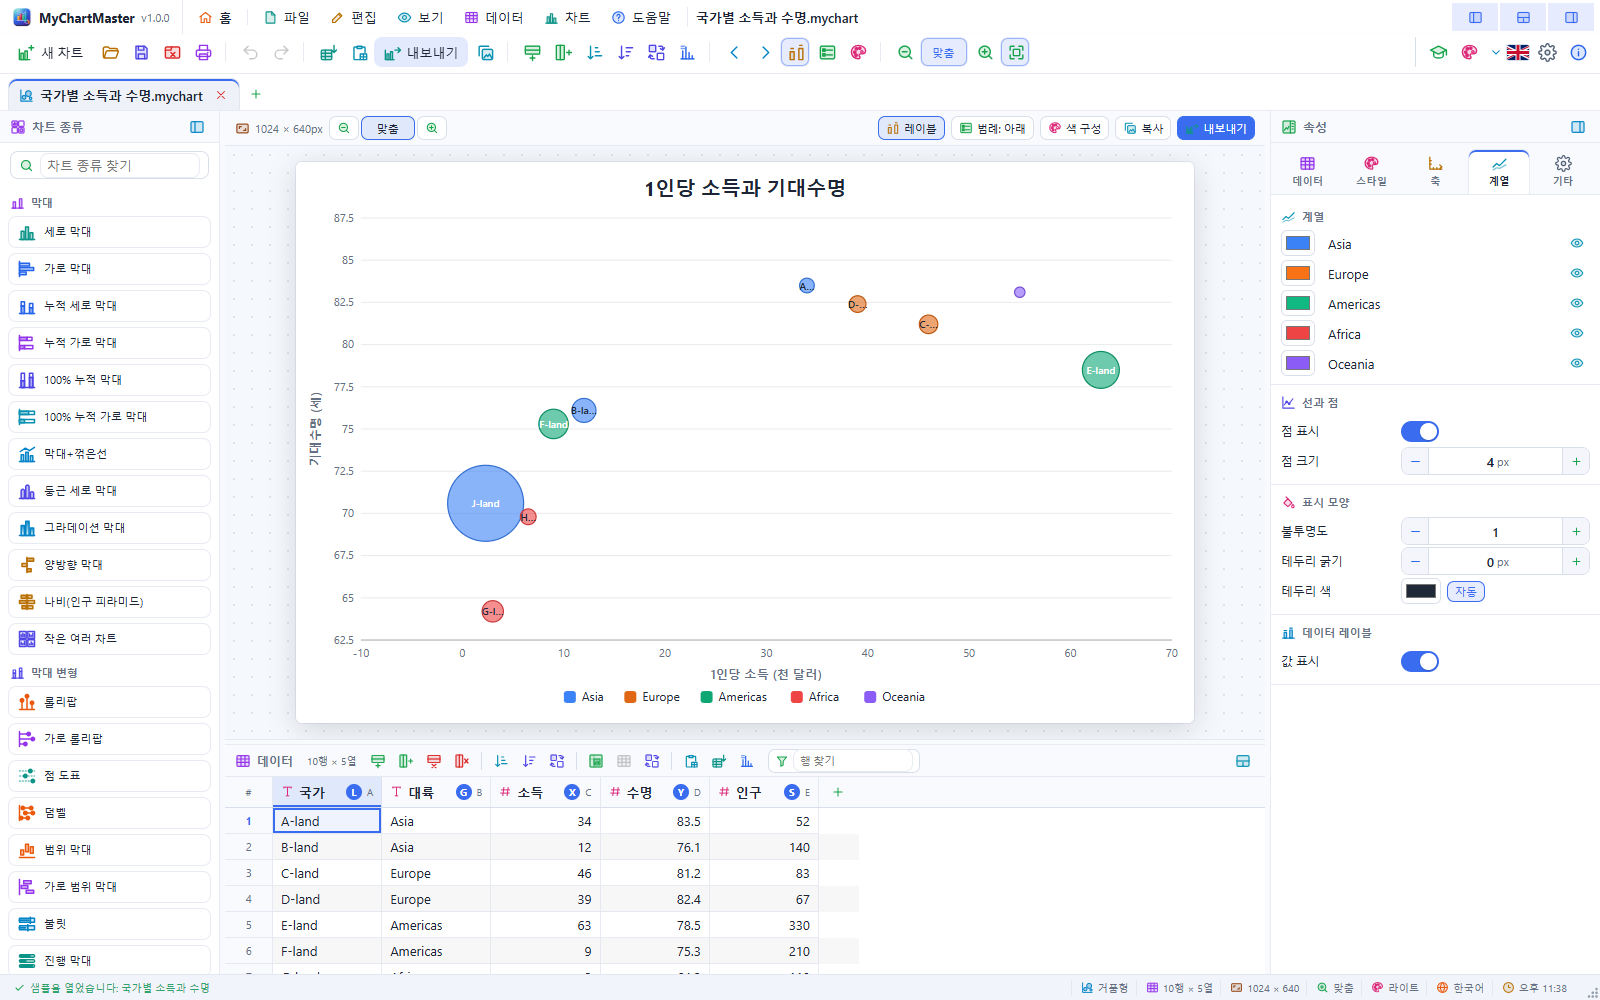 MyChartMaster v1.0.0 홈 파일 편집 보기 데이터 차트 도움말 국가별 소득과 수명.mychart
새 차트 내보내기 맞춤
국가별 소득과 수명.mychart
차트 종류
차트 종류 찾기
막대
세로 막대
가로 막대
누적 세로 막대
누적 가로 막대
100% 누적 막대
100% 누적 가로 막대
막대+꺾은선
둥근 세로 막대
그라데이션 막대
양방향 막대
나비(인구 피라미드)
작은 여러 차트
막대 변형
롤리팝
가로 롤리팝
점 도표
덤벨
범위 막대
가로 범위 막대
불릿
진행 막대
1024 × 640px 맞춤 레이블 범례: 아래 색 구성 복사 내보내기
1인당 소득과 기대수명
87.5
85
82.5
80
77.5
75
72.5
70
67.5
65
62.5
기대수명 (세)
A...
D-...
C-...
E-land
B-la...
F-land
J-land
H...
G-l...
-10 0 10 20 30 40 50 60 70
1인당 소득 (천 달러)
Asia Europe Americas Africa Oceania
데이터 10행 × 5열 행 찾기
# 국가 L A 대륙 G B 소득 X C 수명 Y D 인구 S E
1 A-land Asia 34 83.5 52
2 B-land Asia 12 76.1 140
3 C-land Europe 46 81.2 83
4 D-land Europe 39 82.4 67
5 E-land Americas 63 78.5 330
6 F-land Americas 9 75.3 210
속성
데이터 스타일 축 계열 기타
계열
Asia
Europe
Americas
Africa
Oceania
선과 점
점 표시
점 크기 4 px
표시 모양
불투명도 1
테두리 굵기 0 px
테두리 색 자동
데이터 레이블
값 표시
샘플을 열었습니다: 국가별 소득과 수명 거품형 10행 × 5열 1024 × 640 맞춤 라이트 한국어 오후 11:38